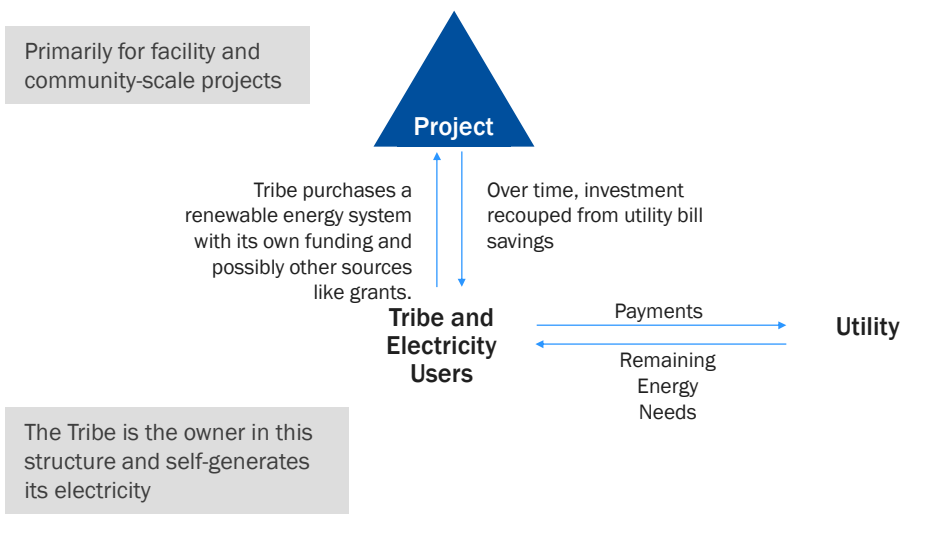 Primarily for facility and
community-scale projects
Project
Tribe purchases a
renewable energy system
with its own funding and
possibly other sources
like grants.
Over time, investment
recouped from utility bill
savings
Tribe and
Electricity
Users
Payments
Remaining
Energy
Needs
Utility
The Tribe is the owner in this
structure and self-generates
its electricity